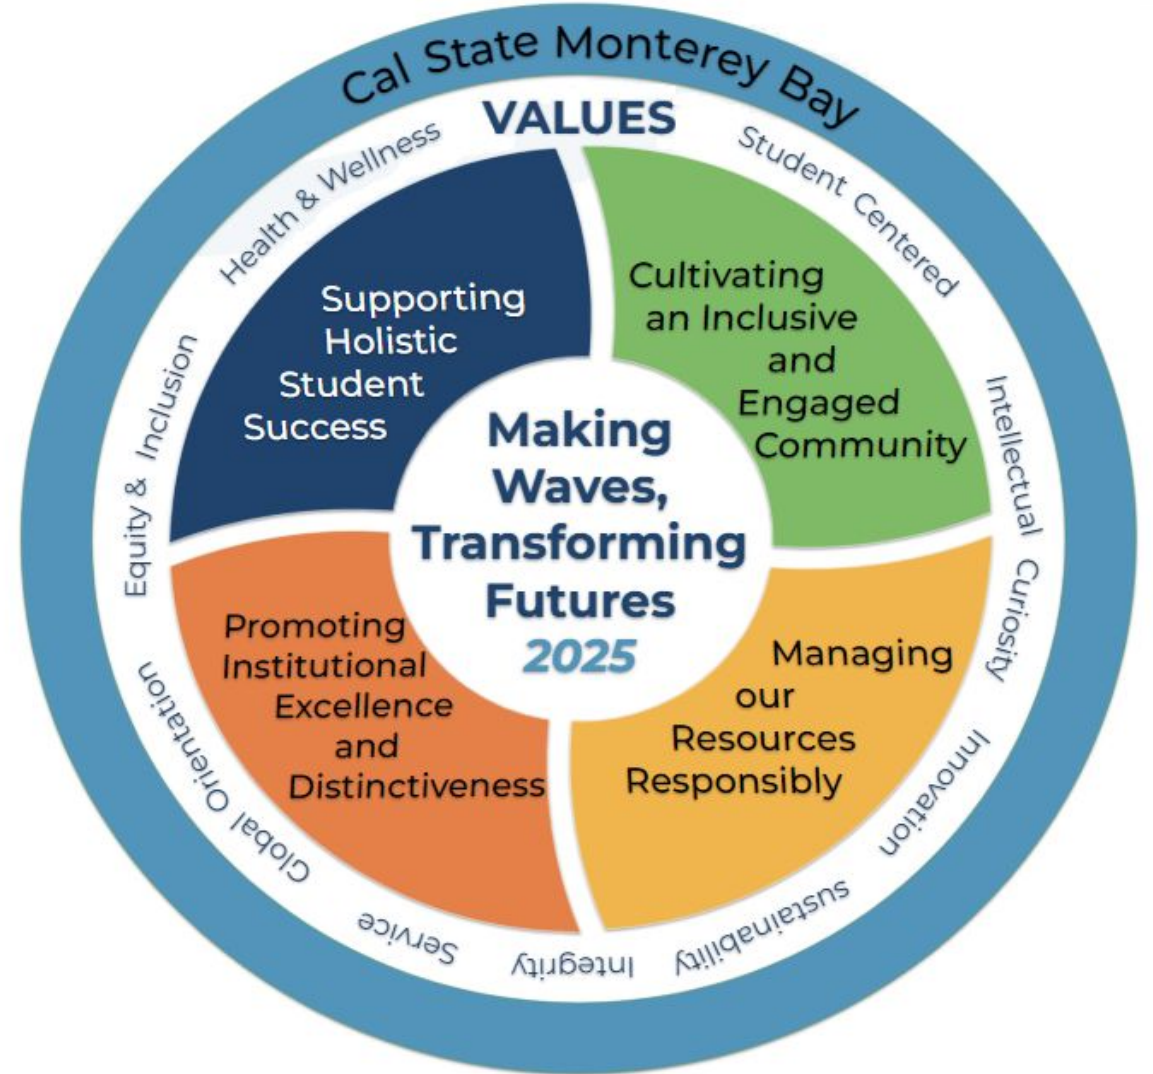 Cal State Monterey Bay
VALUES
Student Centered
Intellectual Curiosity
Innovation
sustainability
Integrity
Service
Global Orientation
Equity & Inclusion
Health & Wellness
Supporting
Holistic
Student
Success
Cultivating
an Inclusive
and
Engaged
Community
Making
Waves,
Transforming
Futures
2025
Promoting
Institutional
Excellence
and
Distinctiveness
Managing
our
Resources
Responsibly